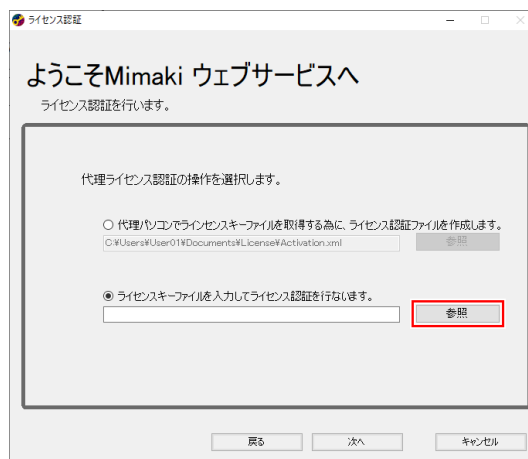 ライセンス認証
ようこそMimaki ウェブサービスへ
ライセンス認証を行います。
代理ライセンス認証の操作を選択します。
代理パソコンでラインセンスキーファイルを取得する為に、ライセンス認証ファイルを作成します。
C:¥Users¥User01¥Documents¥License¥Activation.xml 参照
ライセンスキーファイルを入力してライセンス認証を行ないます。
参照
戻る 次へ キャンセル